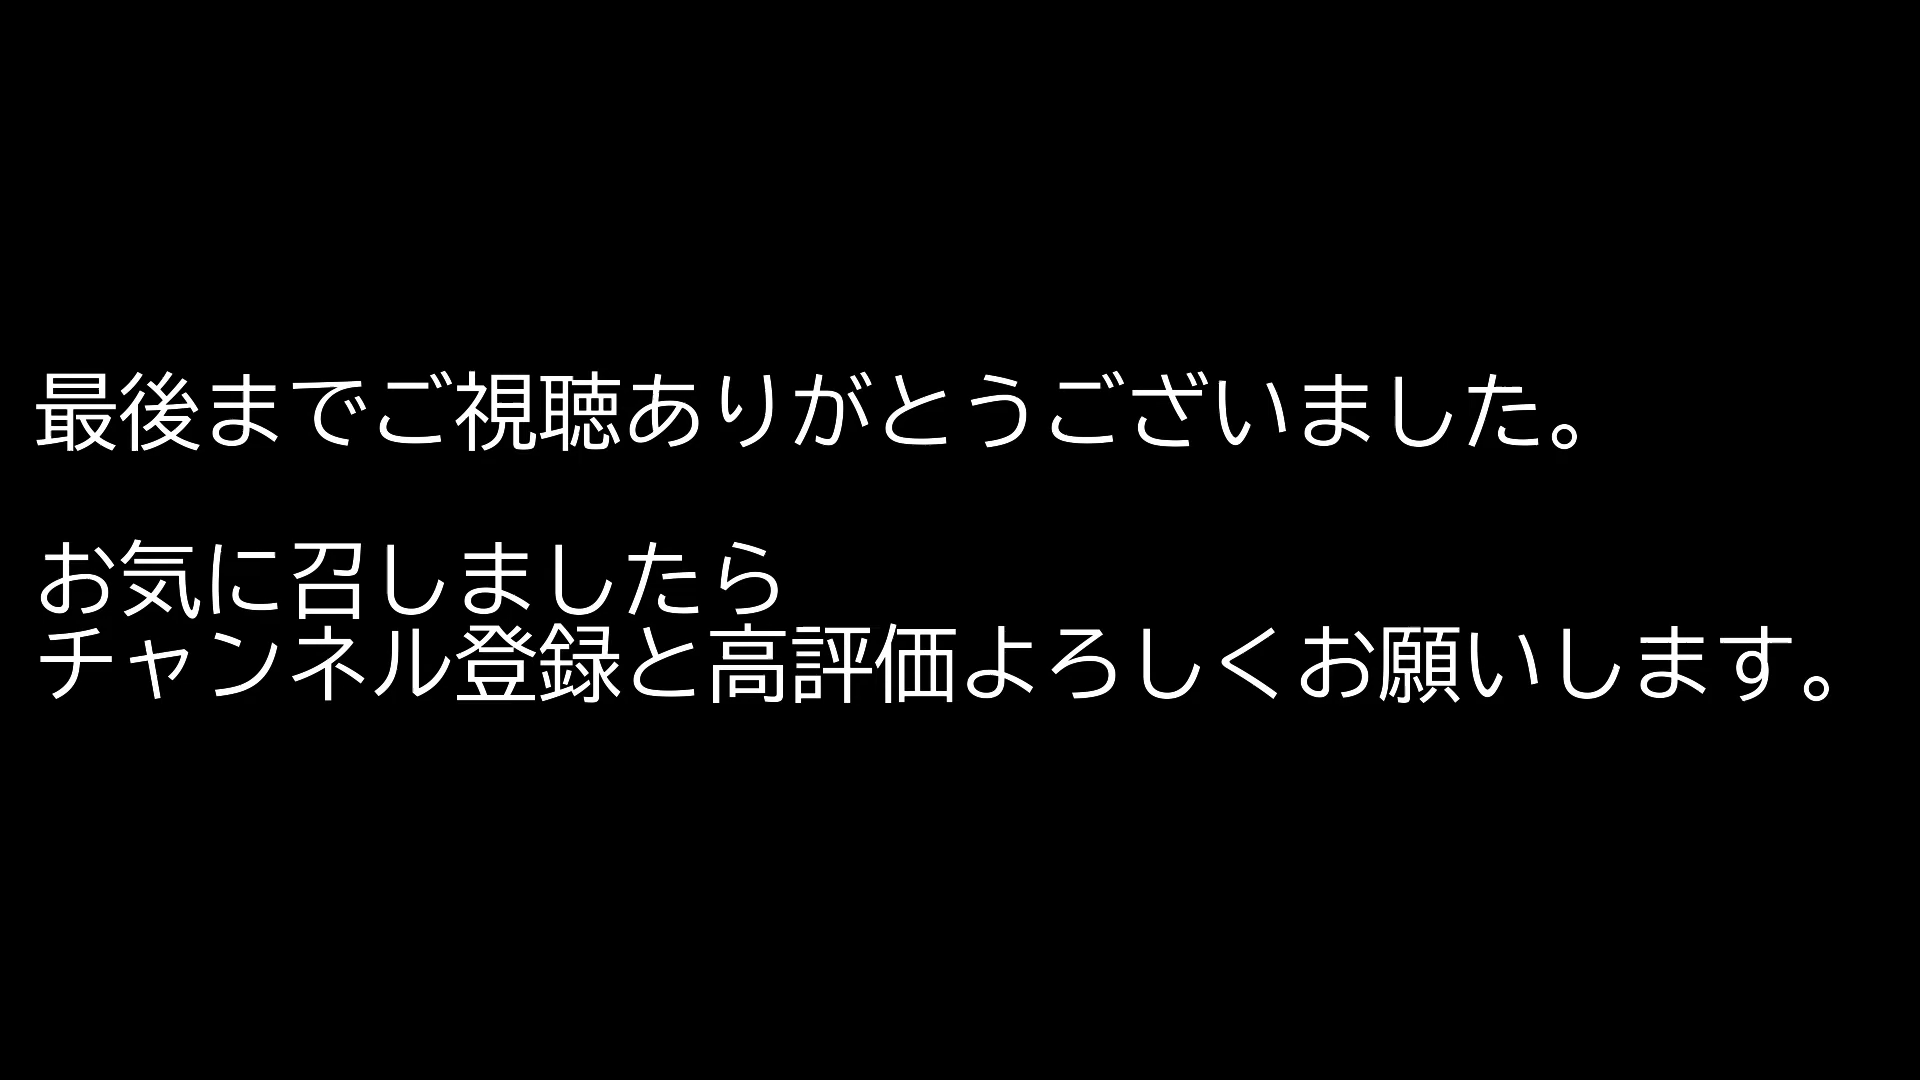 最後までご視聴ありがとうございました。
お気に召しましたら
チャンネル登録と高評価よろしくお願いします。